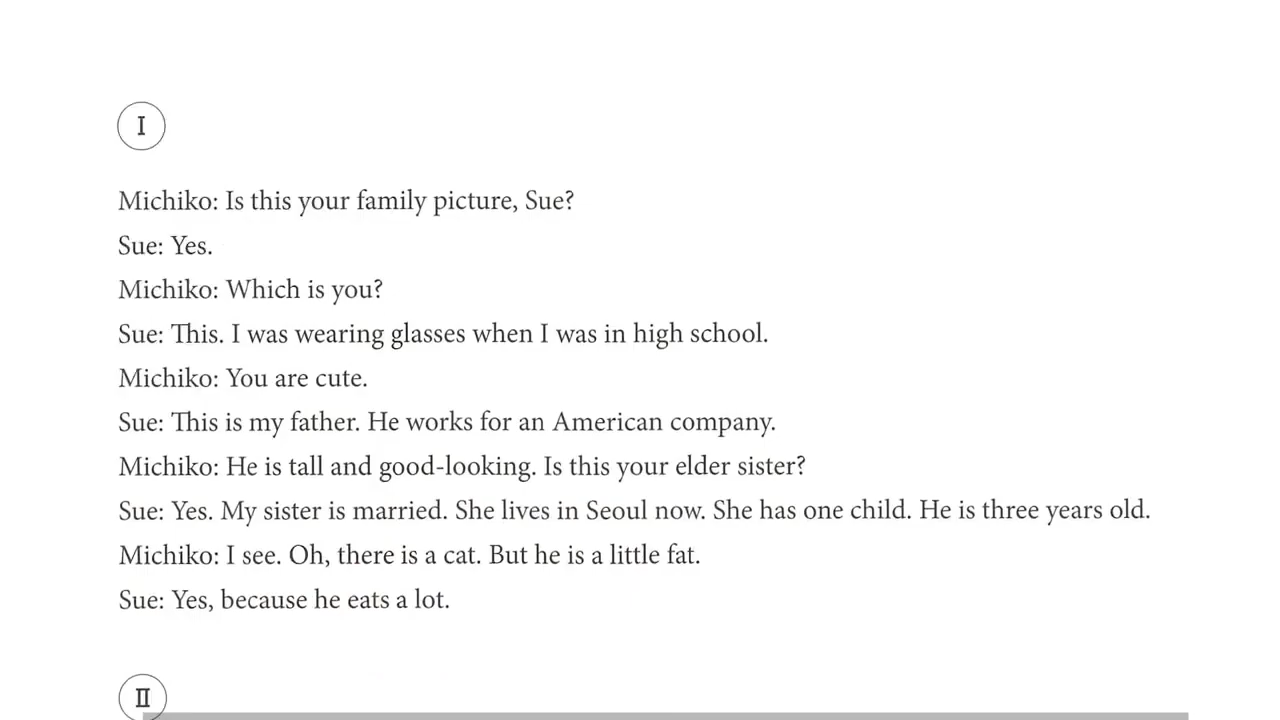 I
Michiko: Is this your family picture, Sue?
Sue: Yes.
Michiko: Which is you?
Sue: This. I was wearing glasses when I was in high school.
Michiko: You are cute.
Sue: This is my father. He works for an American company.
Michiko: He is tall and good-looking. Is this your elder sister?
Sue: Yes. My sister is married. She lives in Seoul now. She has one child. He is three years old.
Michiko: I see. Oh, there is a cat. But he is a little fat.
Sue: Yes, because he eats a lot.
II